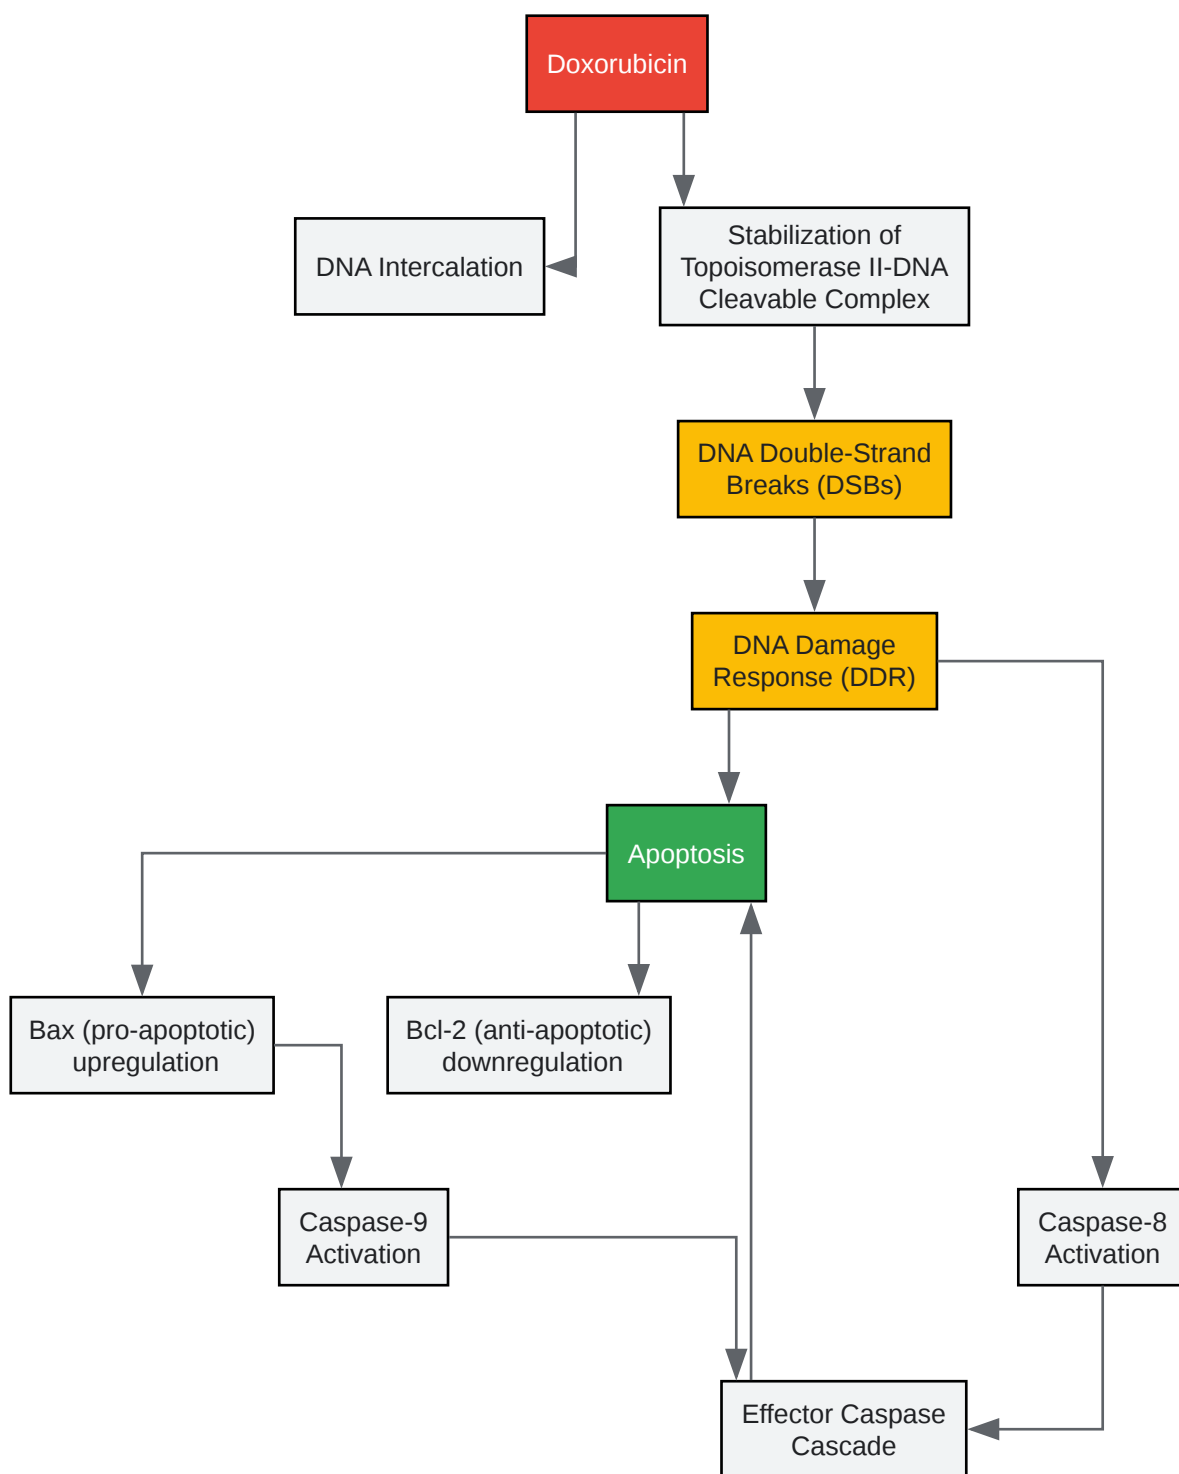 Doxorubicin
DNA Intercalation
Stabilization of
Topoisomerase II-DNA
Cleavable Complex
DNA Double-Strand
Breaks (DSBs)
DNA Damage
Response (DDR)
Apoptosis
Bax (pro-apoptotic)
upregulation
Bcl-2 (anti-apoptotic)
downregulation
Caspase-9
Activation
Caspase-8
Activation
Effector Caspase
Cascade